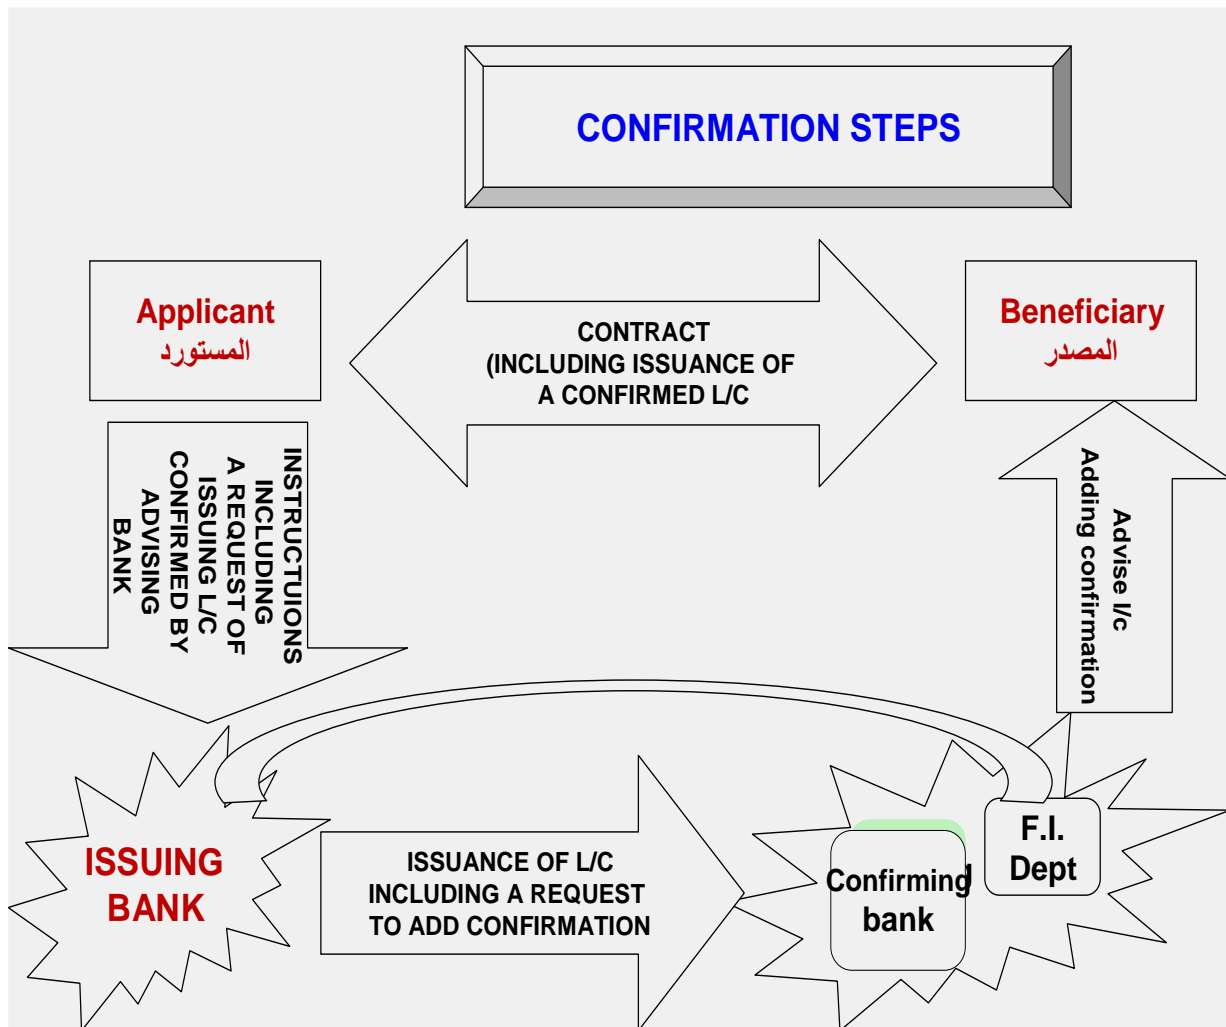 CONFIRMATION STEPS
Applicant
المستورد
CONTRACT
(INCLUDING ISSUANCE OF
A CONFIRMED L/C
Beneficiary
المصدر
INSTRUCTUIONS
INCLUDING
A REQUEST OF
ISSUING L/C
CONFIRMED BY
ADVISING
BANK
Advise l/c
Adding confirmation
ISSUING
BANK
ISSUANCE OF L/C
INCLUDING A REQUEST
TO ADD CONFIRMATION
Confirming
bank
F.I.
Dept